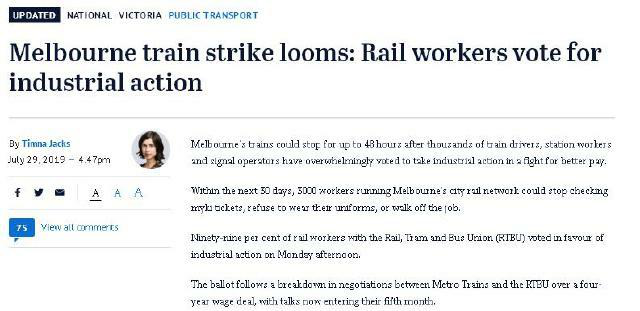 UPDATED NATIONAL VICTORIA PUBLIC TRANSPORT
Melbourne train strike looms: Rail workers vote for
industrial action
By Timna Jacks
July 29, 2019 — 4.47pm
A A A
75 View all comments
Melbourne's trains could stop for up to 48 hours after thousands of train drivers, station workers
and signal operators have overwhelmingly voted to take industrial action in a fight for better pay.
Within the next 30 days, 3000 workers running Melbourne's city rail network could stop checking
myki tickets, refuse to wear their uniforms, or walk off the job.
Ninety-nine per cent of rail workers with the Rail, Tram and Bus Union (RTBU) voted in favour of
industrial action on Monday afternoon.
The ballot follows a breakdown in negotiations between Metro Trains and the RTBU over a four-
year wage deal, with talks now entering their fifth month.